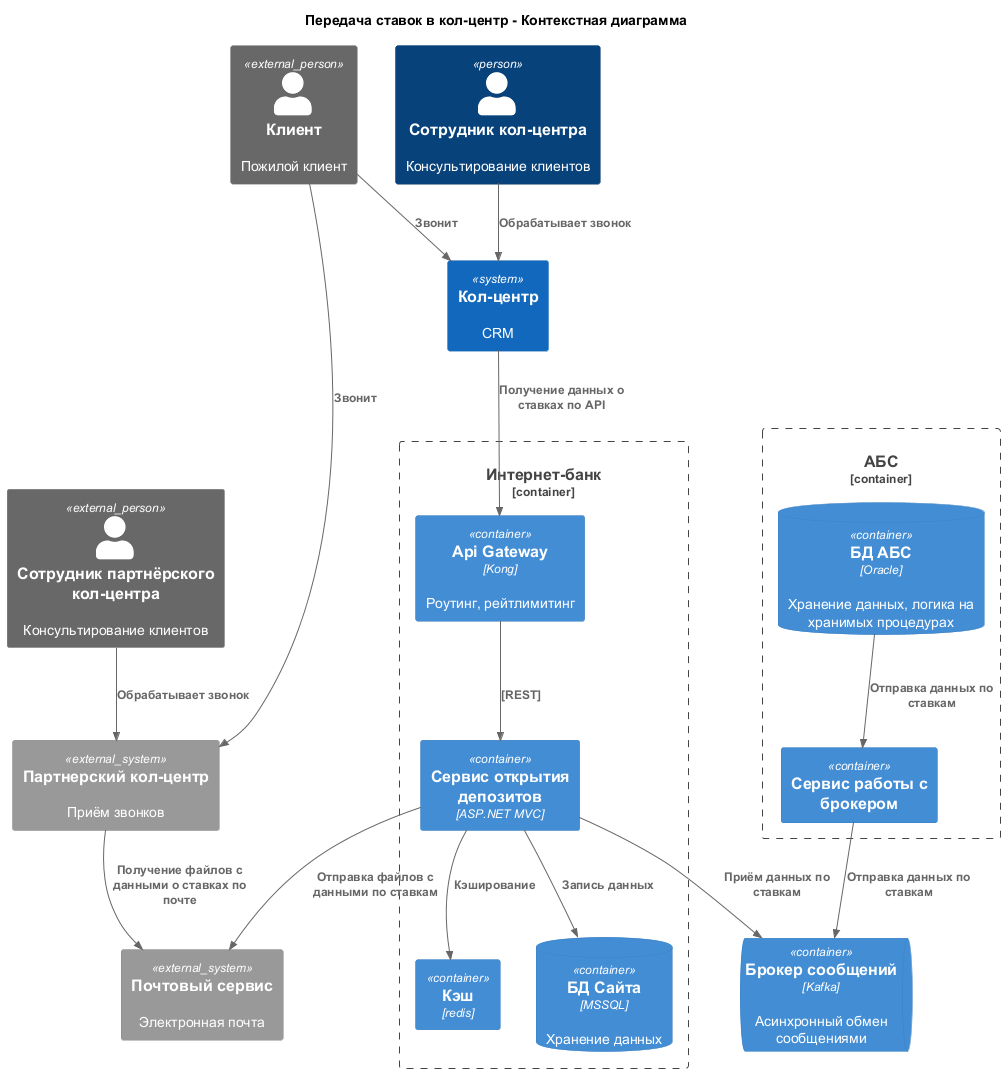 Передача ставок в кол-центр - Контекстная диаграмма
«external_person»
Клиент
Пожилой клиент
«person»
Сотрудник кол-центра
Консультирование клиентов
Звонит
Обрабатывает звонок
«system»
Кол-центр
CRM
Получение данных о
ставках по API
Звонит
Интернет-банк
[container]
АБС
[container]
«external_person»
Сотрудник партнёрского
кол-центра
Консультирование клиентов
«container»
Api Gateway
[Kong]
Роутинг, рейтлимитинг
«container»
БД АБС
[Oracle]
Хранение данных, логика на
хранимых процедурах
Обрабатывает звонок
[REST]
Отправка данных по
ставкам
«external_system»
Партнерский кол-центр
Приём звонков
«container»
Сервис открытия
депозитов
[ASP.NET MVC]
«container»
Сервис работы с
брокером
Получение файлов с
данными о ставках по
почте
Отправка файлов с
данными по ставкам
Кэширование
Запись данных
Приём данных по
ставкам
Отправка данных по
ставкам
«external_system»
Почтовый сервис
Электронная почта
«container»
Кэш
[redis]
«container»
БД Сайта
[MSSQL]
Хранение данных
«container»
Брокер сообщений
[Kafka]
Асинхронный обмен
сообщениями